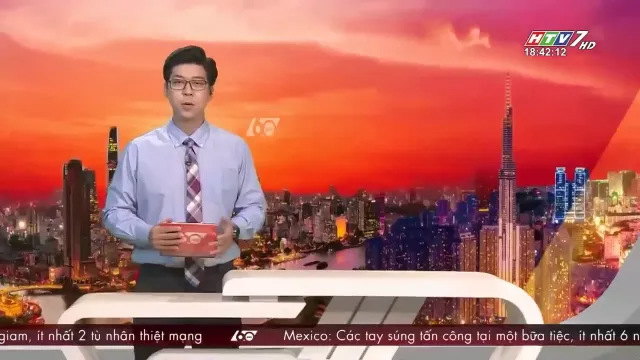 HTV7 HD
18:42:12
60
giam, ít nhất 2 tù nhân thiệt mạng 60 Mexico: Các tay súng tấn công tại một bữa tiệc, ít nhất 6 n